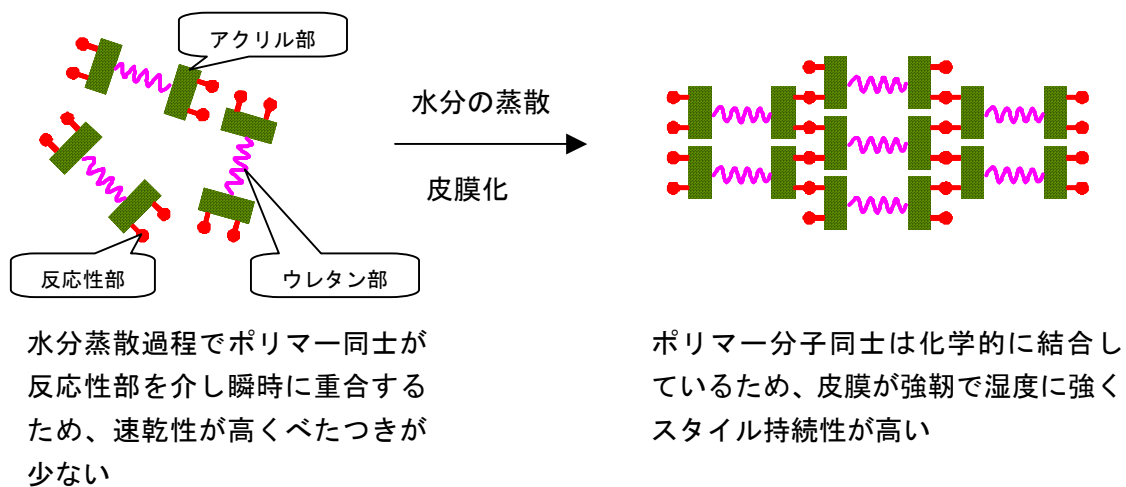 アクリル部
水分の蒸散
皮膜化
反応性部
ウレタン部
水分蒸散過程でポリマー同士が
反応性部を介し瞬時に重合する
ため、速乾性が高くべたつきが
少ない
ポリマー分子同士は化学的に結合し
ているため、皮膜が強靭で湿度に強く
スタイル持続性が高い